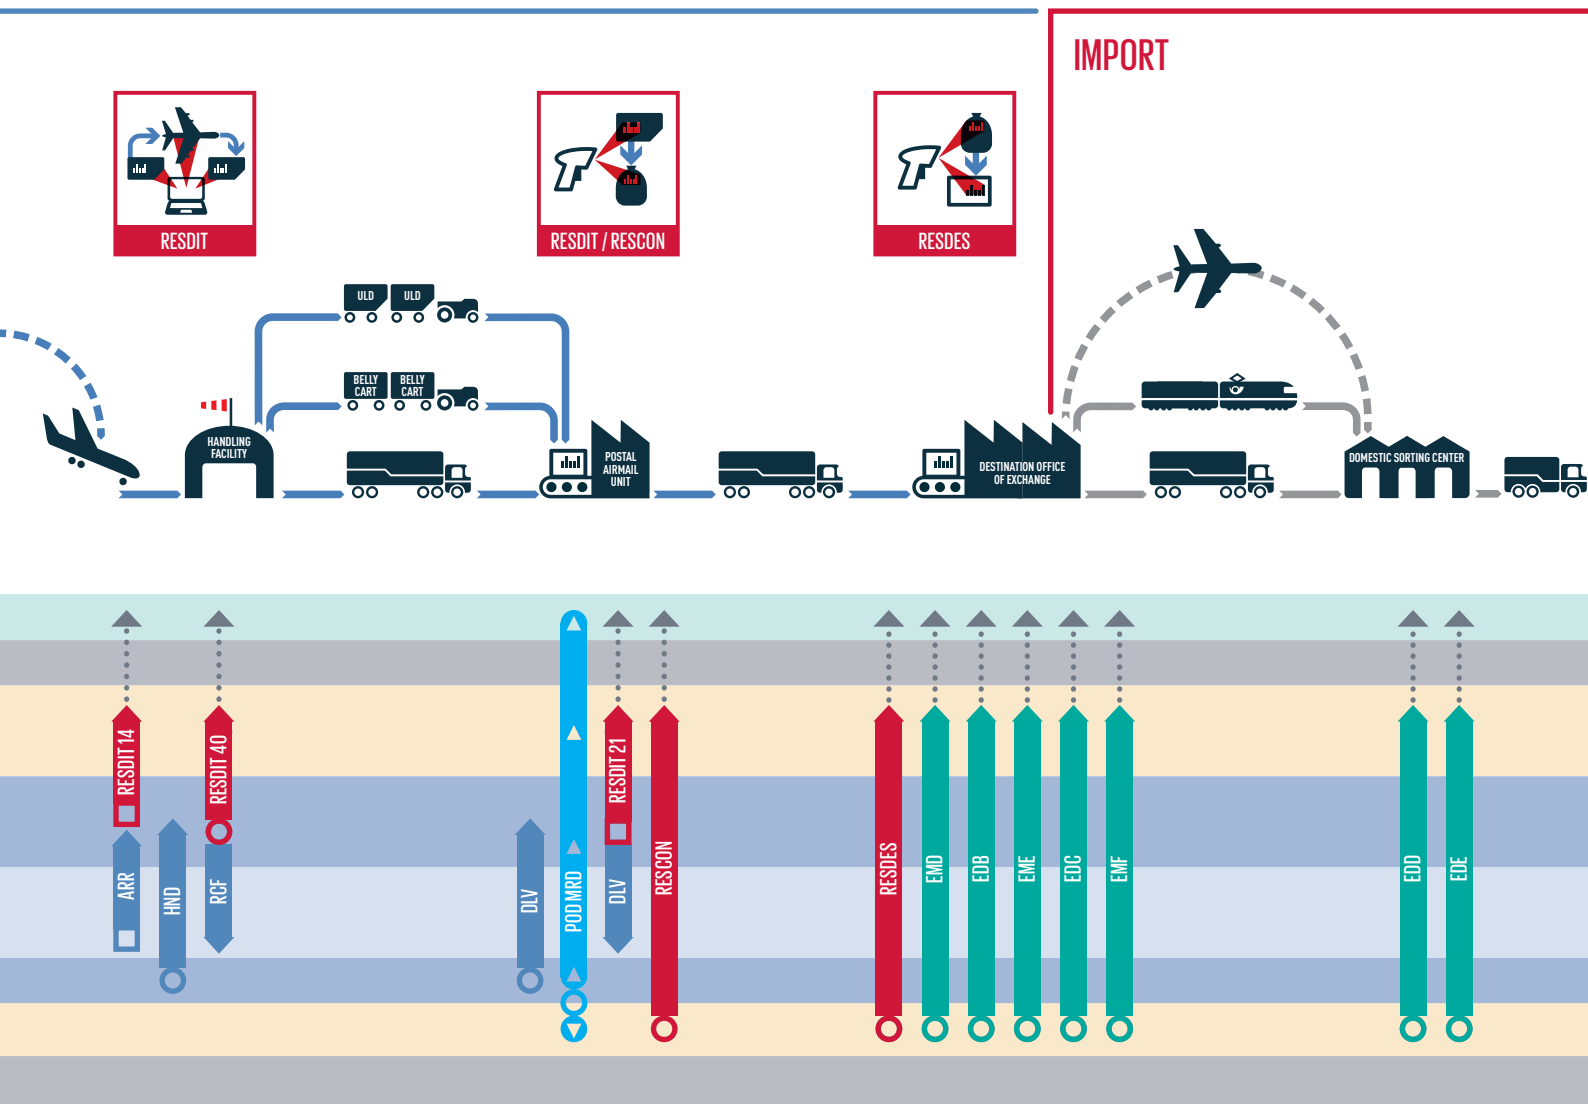 IMPORT
RESDIT
RESDIT / RESCON
RESDES
ULD
ULD
BELLY
CART
BELLY
CART
HANDLING
FACILITY
POSTAL
AIRMAIL
UNIT
DESTINATION OFFICE
OF EXCHANGE
DOMESTIC SORTING CENTER
RESDIT 14
ARR
HND
RESDIT 40
RCF
DLV
POD MRD
RESDIT 21
DLV
RESCON
RESDES
EMD
EDB
EME
EDC
EMF
EDD
EDE